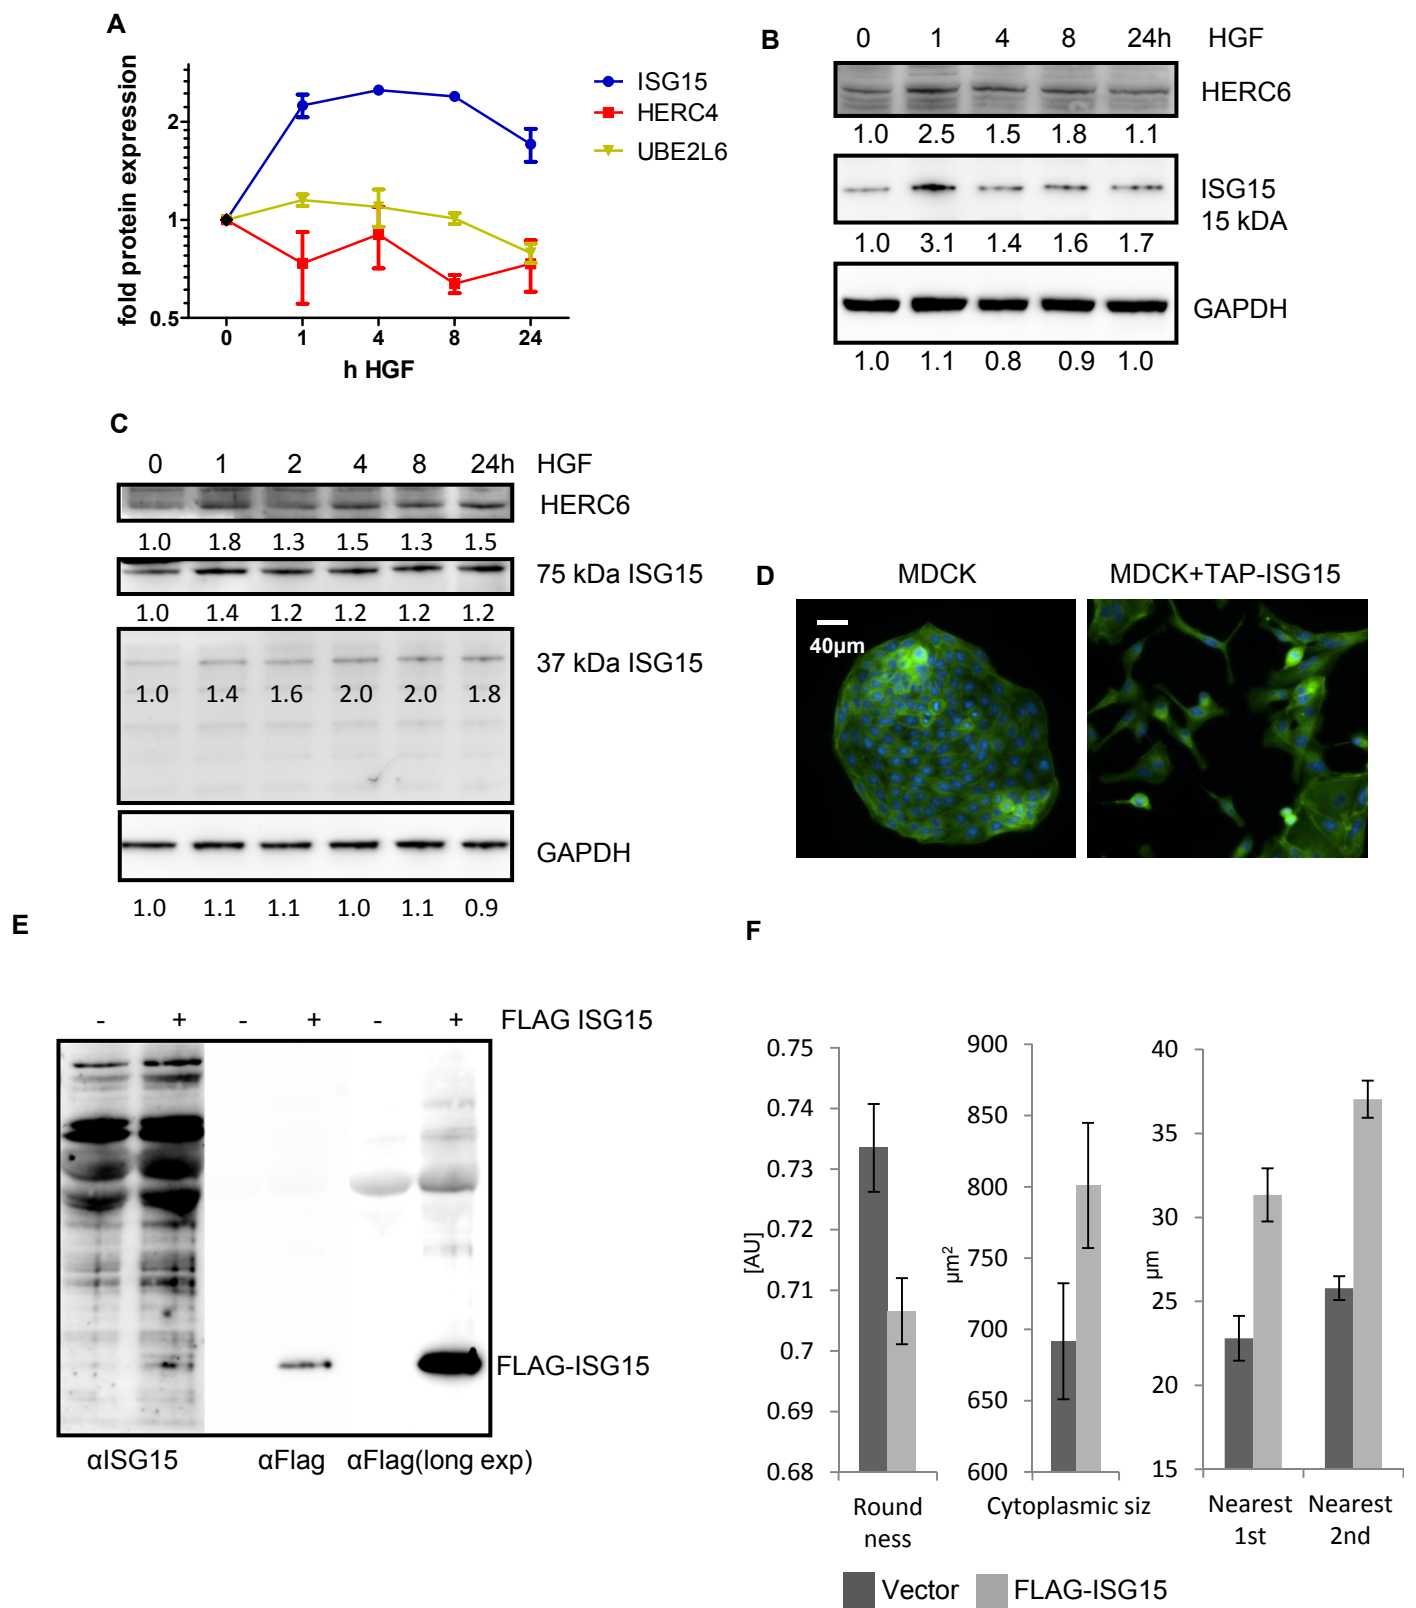 A
fold protein expression
2
1
0.5
0 1 4 8 24
h HGF
ISG15
HERC4
UBE2L6
B
0 1 4 8 24h HGF
HERC6
1.0 2.5 1.5 1.8 1.1
ISG15
15 kDA
1.0 3.1 1.4 1.6 1.7
GAPDH
1.0 1.1 0.8 0.9 1.0
C
0 1 2 4 8 24h HGF
HERC6
1.0 1.8 1.3 1.5 1.3 1.5
75 kDa ISG15
1.0 1.4 1.2 1.2 1.2 1.2
37 kDa ISG15
1.0 1.4 1.6 2.0 2.0 1.8
GAPDH
1.0 1.1 1.1 1.0 1.1 0.9
D
MDCK MDCK+TAP-ISG15
40µm
E
- + - + - + FLAG ISG15
FLAG-ISG15
αISG15 αFlag αFlag(long exp)
F
[AU]
0.75
0.74
0.73
0.72
0.71
0.7
0.69
0.68
Round
ness
µm²
900
850
800
750
700
650
600
Cytoplasmic siz
µm
40
35
30
25
20
15
Nearest Nearest
1st 2nd
Vector FLAG-ISG15